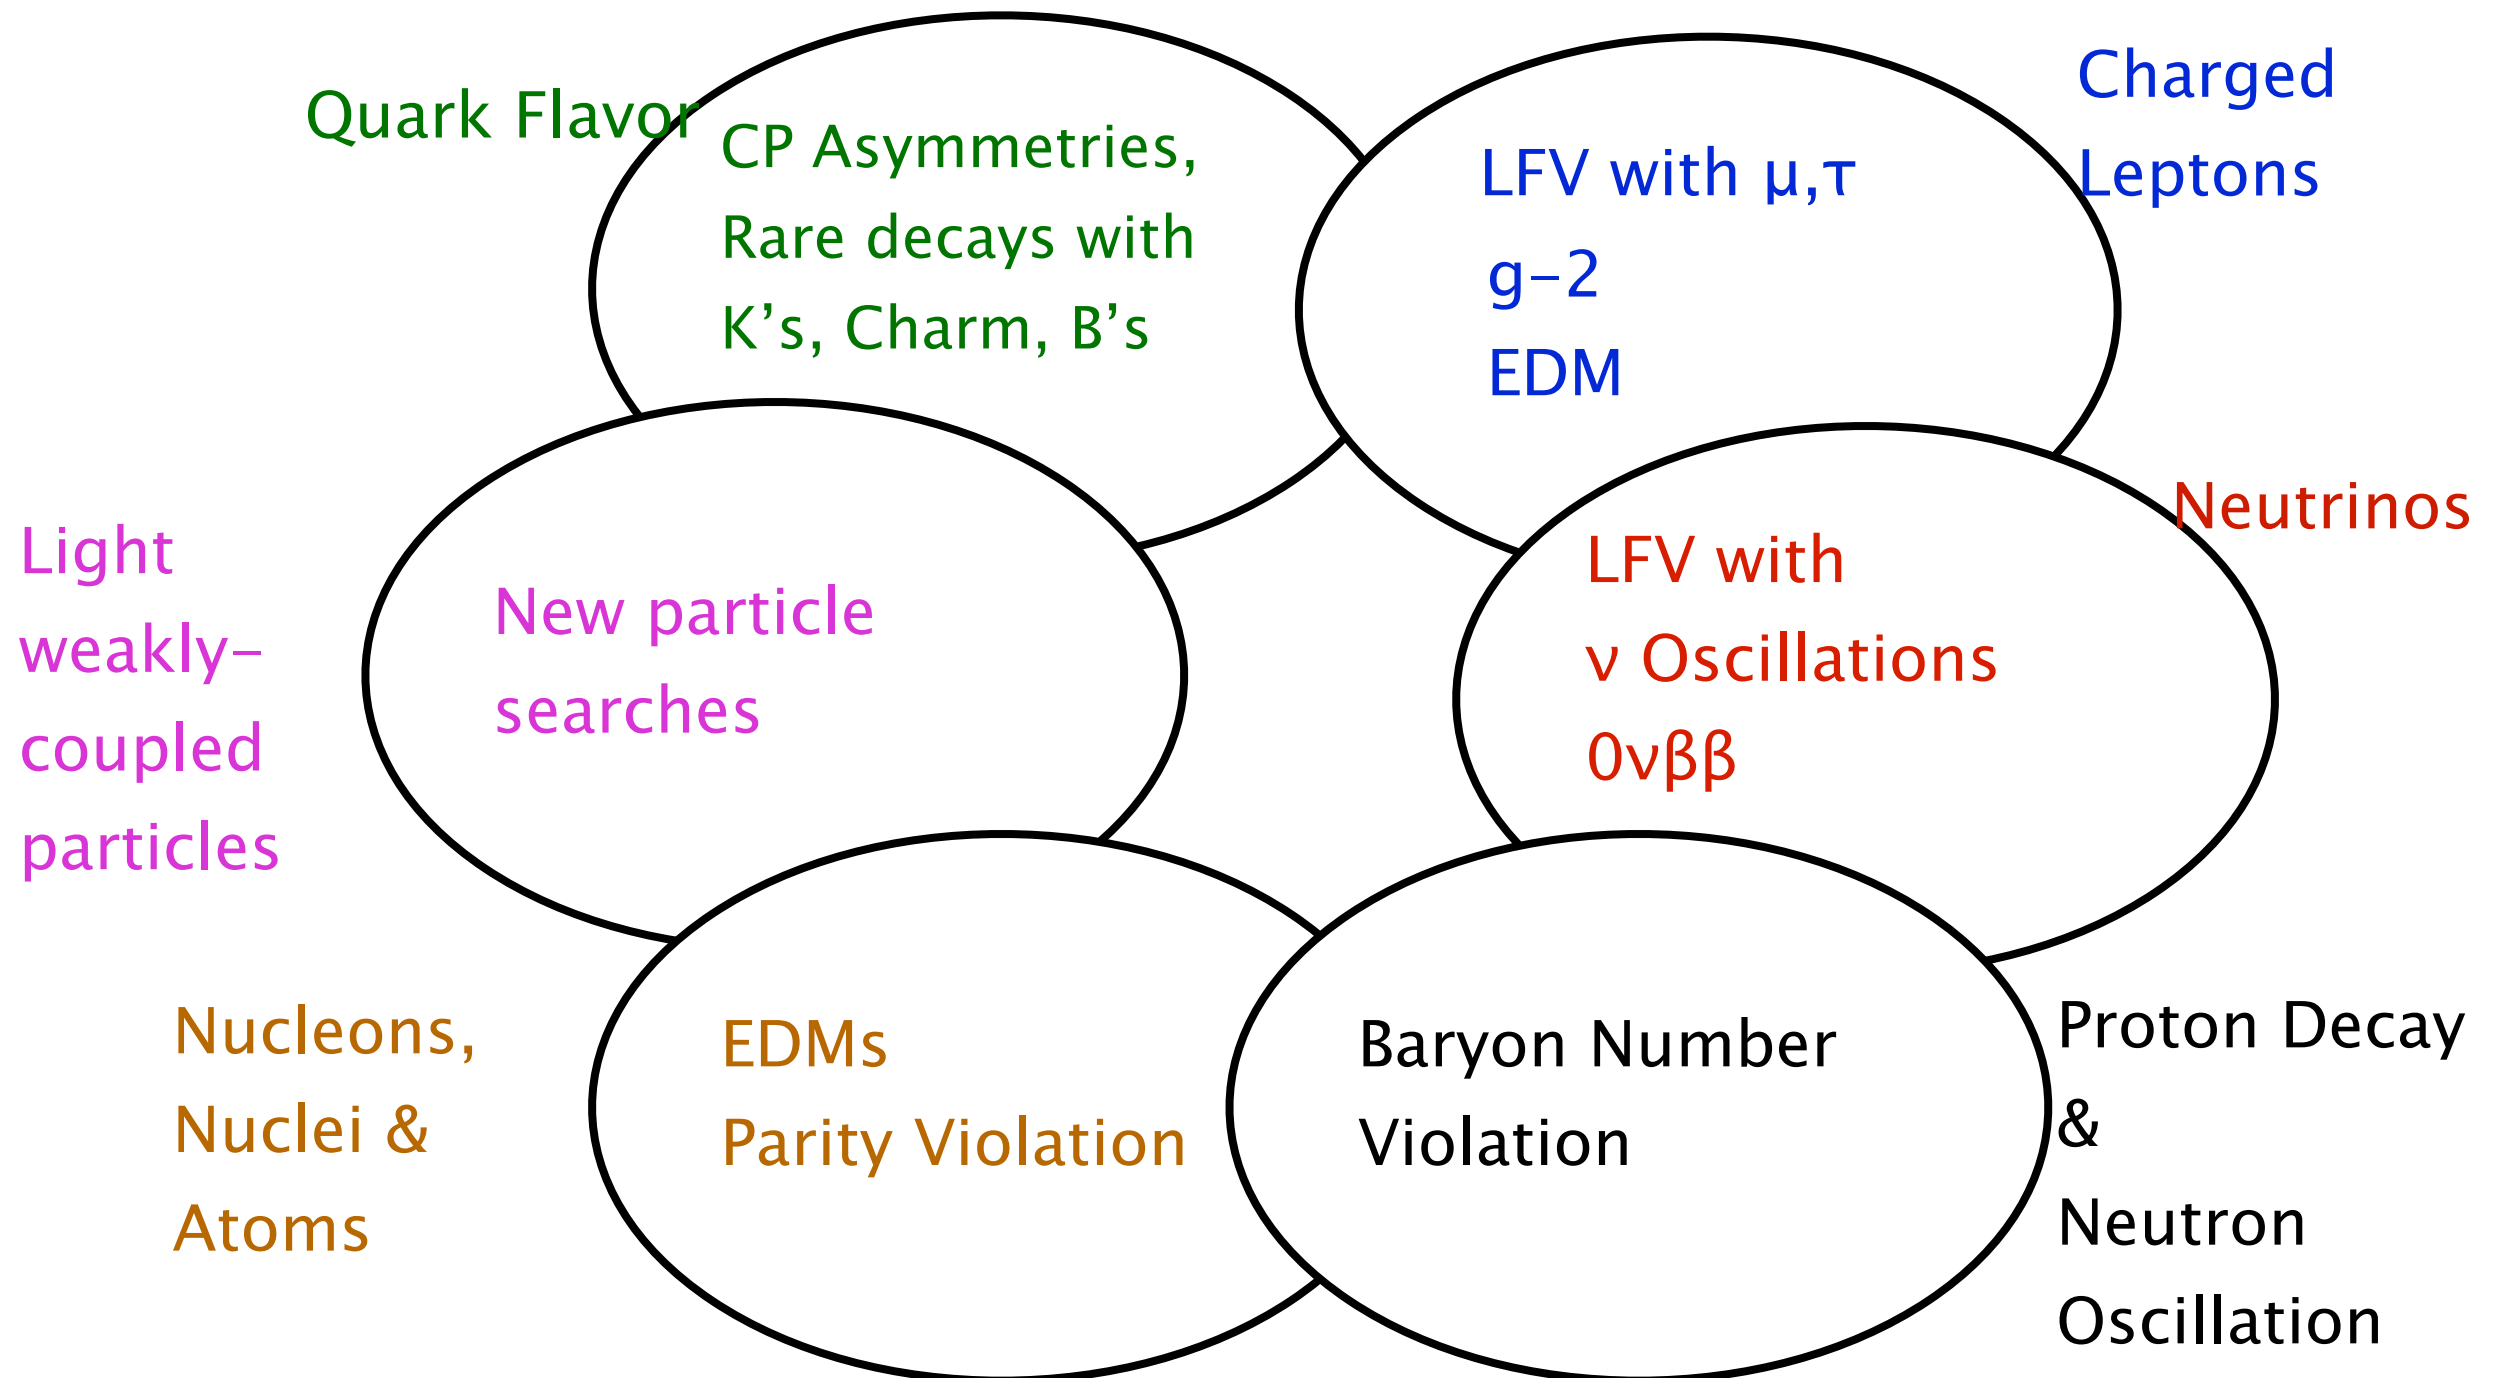 Quark Flavor
CP Asymmetries,
Rare decays with
K's, Charm, B's
Charged
Leptons
LFV with μ,τ
g-2
EDM
Light
weakly-
coupled
particles
New particle
searches
Neutrinos
LFV with
ν Oscillations
0νββ
Nucleons,
Nuclei &
Atoms
EDMs
Parity Violation
Baryon Number
Violation
Proton Decay
&
Neutron
Oscillation